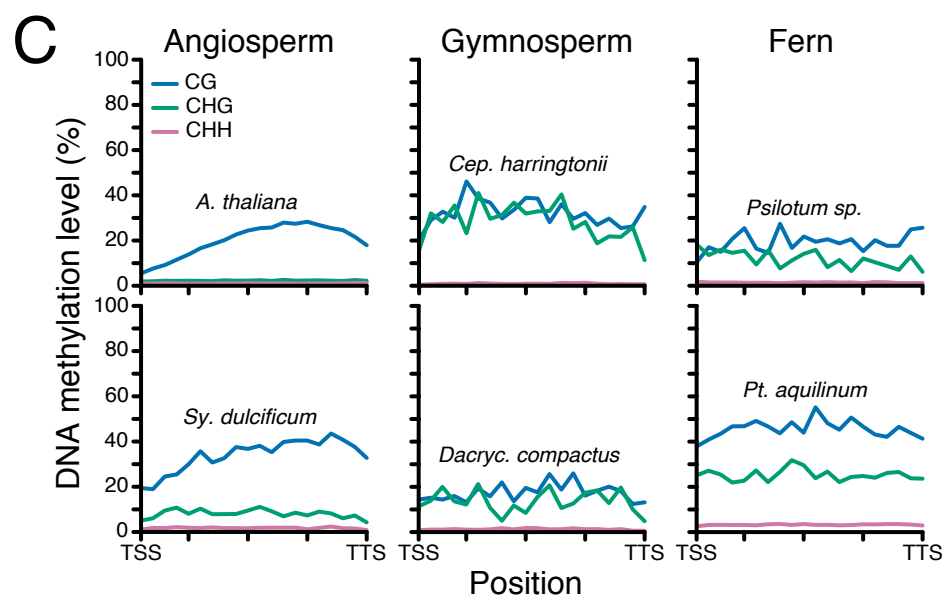 C
Angiosperm
Gymnosperm
Fern
DNA methylation level (%)
100
80
60
40
20
0
CG
CHG
CHH
A. thaliana
Cep. harringtonii
Psilotum sp.
100
80
60
40
20
0
Sy. dulcificum
Dacryc. compactus
Pt. aquilinum
TSS
TTS
TSS
TTS
TSS
TTS
Position